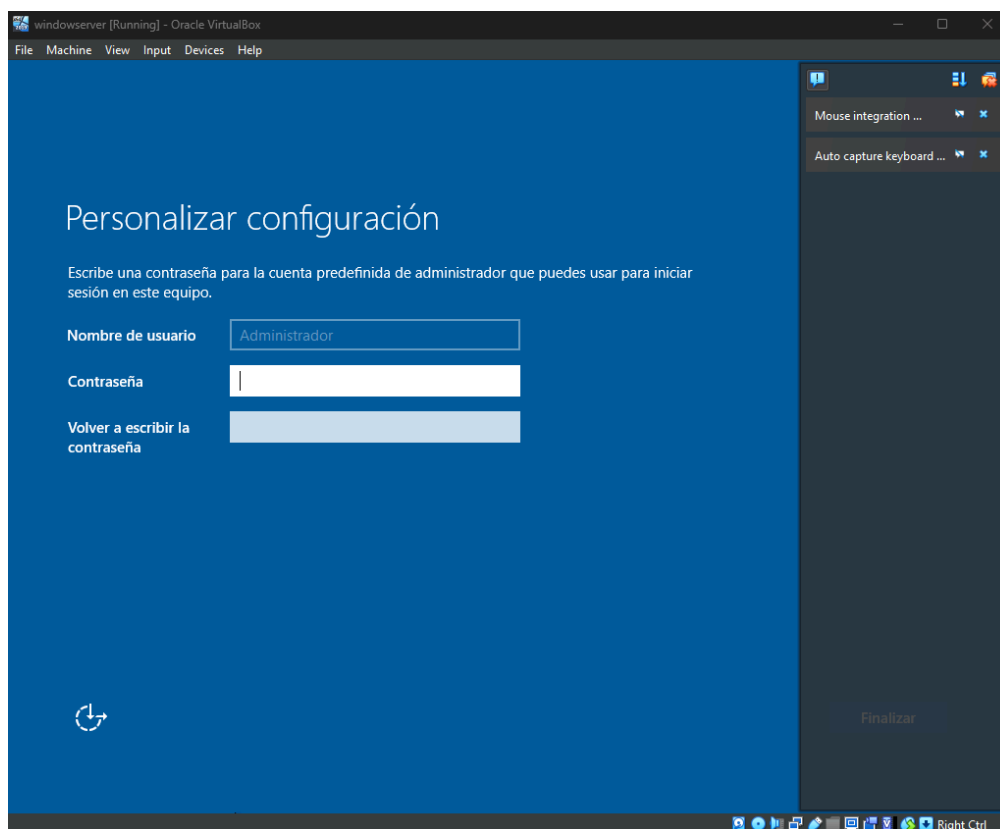 windowserver [Running] - Oracle VirtualBox
File Machine View Input Devices Help
Mouse integration ...
Auto capture keyboard ...
Personalizar configuración
Escribe una contraseña para la cuenta predefinida de administrador que puedes usar para iniciar
sesión en este equipo.
Nombre de usuario
Administrador
Contraseña
Volver a escribir la
contraseña
Finalizar
Right Ctrl